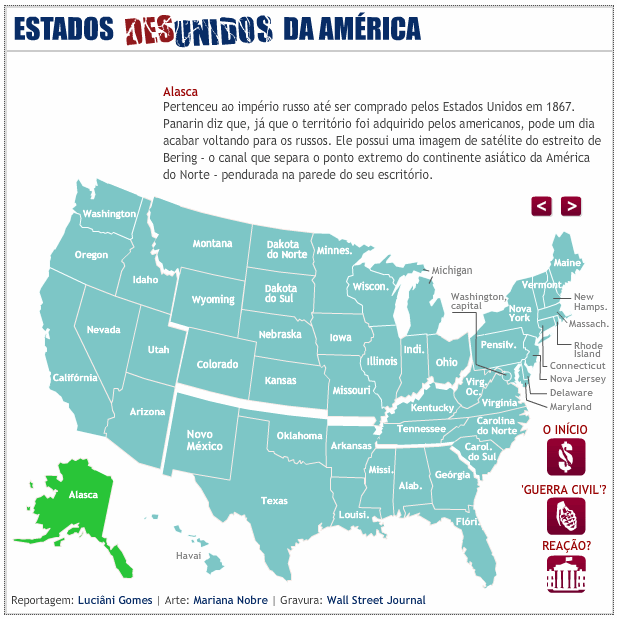 ESTADOS DESUNIDOS DA AMÉRICA
Alasca
Pertenceu ao império russo até ser comprado pelos Estados Unidos em 1867.
Panarin diz que, já que o território foi adquirido pelos americanos, pode um dia
acabar voltando para os russos. Ele possui uma imagem de satélite do estreito de
Bering - o canal que separa o ponto extremo do continente asiático da América
do Norte - pendurada na parede do seu escritório.
< >
Washington
Montana
Dakota
do Norte
Minnes.
Oregon
Idaho
Wyoming
Dakota
do Sul
Wiscon.
Michigan
Washington,
capital
Maine
Vermont
Nova
York
New
Hamps.
Massach.
Rhode
Island
Connecticut
Nova Jersey
Delaware
Maryland
Nevada
Utah
Colorado
Nebraska
Iowa
Illinois
Indi.
Ohio
Pensilv.
Califórnia
Arizona
Kansas
Missouri
Virg.
Oc.
Virginia
Kentucky
Tennessee
Carolina
do Norte
Carol.
do Sul
Novo
México
Oklahoma
Arkansas
Texas
Louisi.
Missi.
Alab.
Geórgia
Flóri.
Alasca
Havaí
O INÍCIO
$
'GUERRA CIVIL'?
REAÇÃO?
Reportagem: Luciâni Gomes | Arte: Mariana Nobre | Gravura: Wall Street Journal